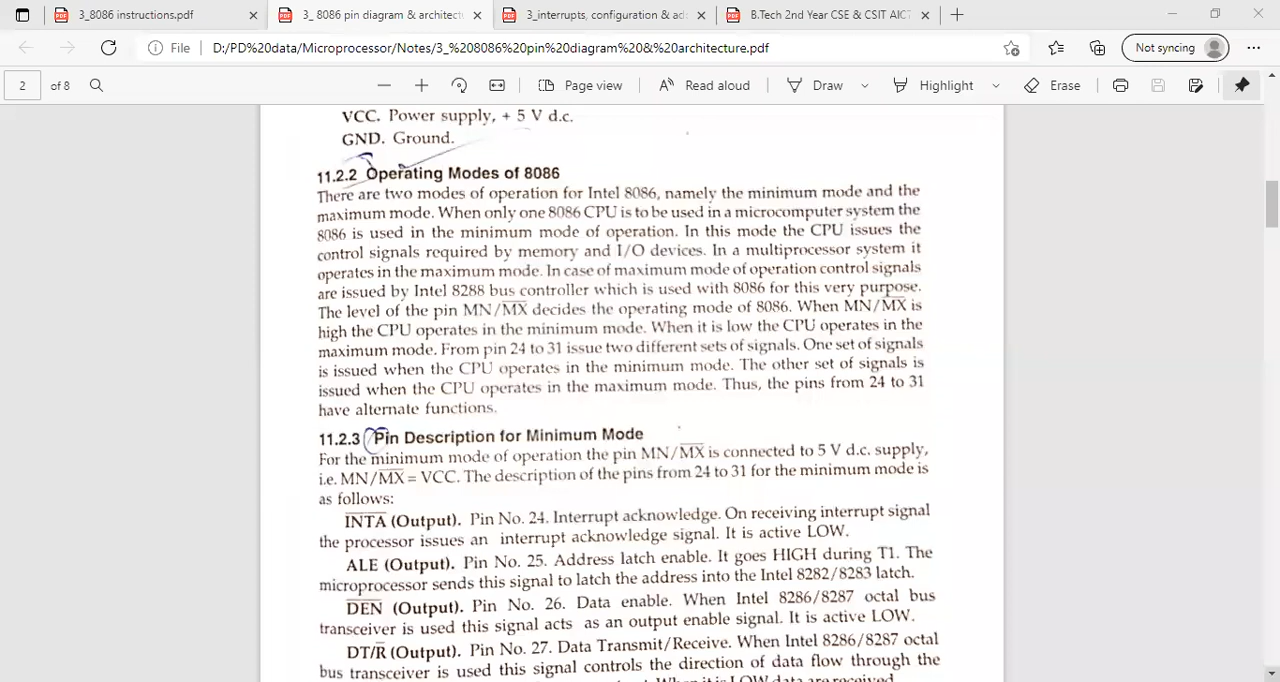 3_8086 instructions.pdf
3_ 8086 pin diagram & architectu
3_interrupts, configuration & ad
B.Tech 2nd Year CSE & CSIT AIC
File
D:/PD%20data/Microprocessor/Notes/3_%208086%20pin%20diagram%20&%20architecture.pdf
Not syncing
2 of 8
Page view
Read aloud
Draw
Highlight
Erase
VCC. Power supply, + 5 V d.c.
GND. Ground.
11.2.2 Operating Modes of 8086
There are two modes of operation for Intel 8086, namely the minimum mode and the
maximum mode. When only one 8086 CPU is to be used in a microcomputer system the
8086 is used in the minimum mode of operation. In this mode the CPU issues the
control signals required by memory and I/O devices. In a multiprocessor system it
operates in the maximum mode. In case of maximum mode of operation control signals
are issued by Intel 8288 bus controller which is used with 8086 for this very purpose.
The level of the pin MN/M̅X̅ decides the operating mode of 8086. When MN/M̅X̅ is
high the CPU operates in the minimum mode. When it is low the CPU operates in the
maximum mode. From pin 24 to 31 issue two different sets of signals. One set of signals
is issued when the CPU operates in the minimum mode. The other set of signals is
issued when the CPU operates in the maximum mode. Thus, the pins from 24 to 31
have alternate functions.
11.2.3 Pin Description for Minimum Mode
For the minimum mode of operation the pin MN/M̅X̅ is connected to 5 V d.c. supply,
i.e. MN/M̅X̅ = VCC. The description of the pins from 24 to 31 for the minimum mode is
as follows:
I̅N̅T̅A̅ (Output). Pin No. 24. Interrupt acknowledge. On receiving interrupt signal
the processor issues an interrupt acknowledge signal. It is active LOW.
ALE (Output). Pin No. 25. Address latch enable. It goes HIGH during T1. The
microprocessor sends this signal to latch the address into the Intel 8282/8283 latch.
D̅E̅N̅ (Output). Pin No. 26. Data enable. When Intel 8286/8287 octal bus
transceiver is used this signal acts as an output enable signal. It is active LOW.
DT/R̅ (Output). Pin No. 27. Data Transmit/Receive. When Intel 8286/8287 octal
bus transceiver is used this signal controls the direction of data flow through the
LOW data are received